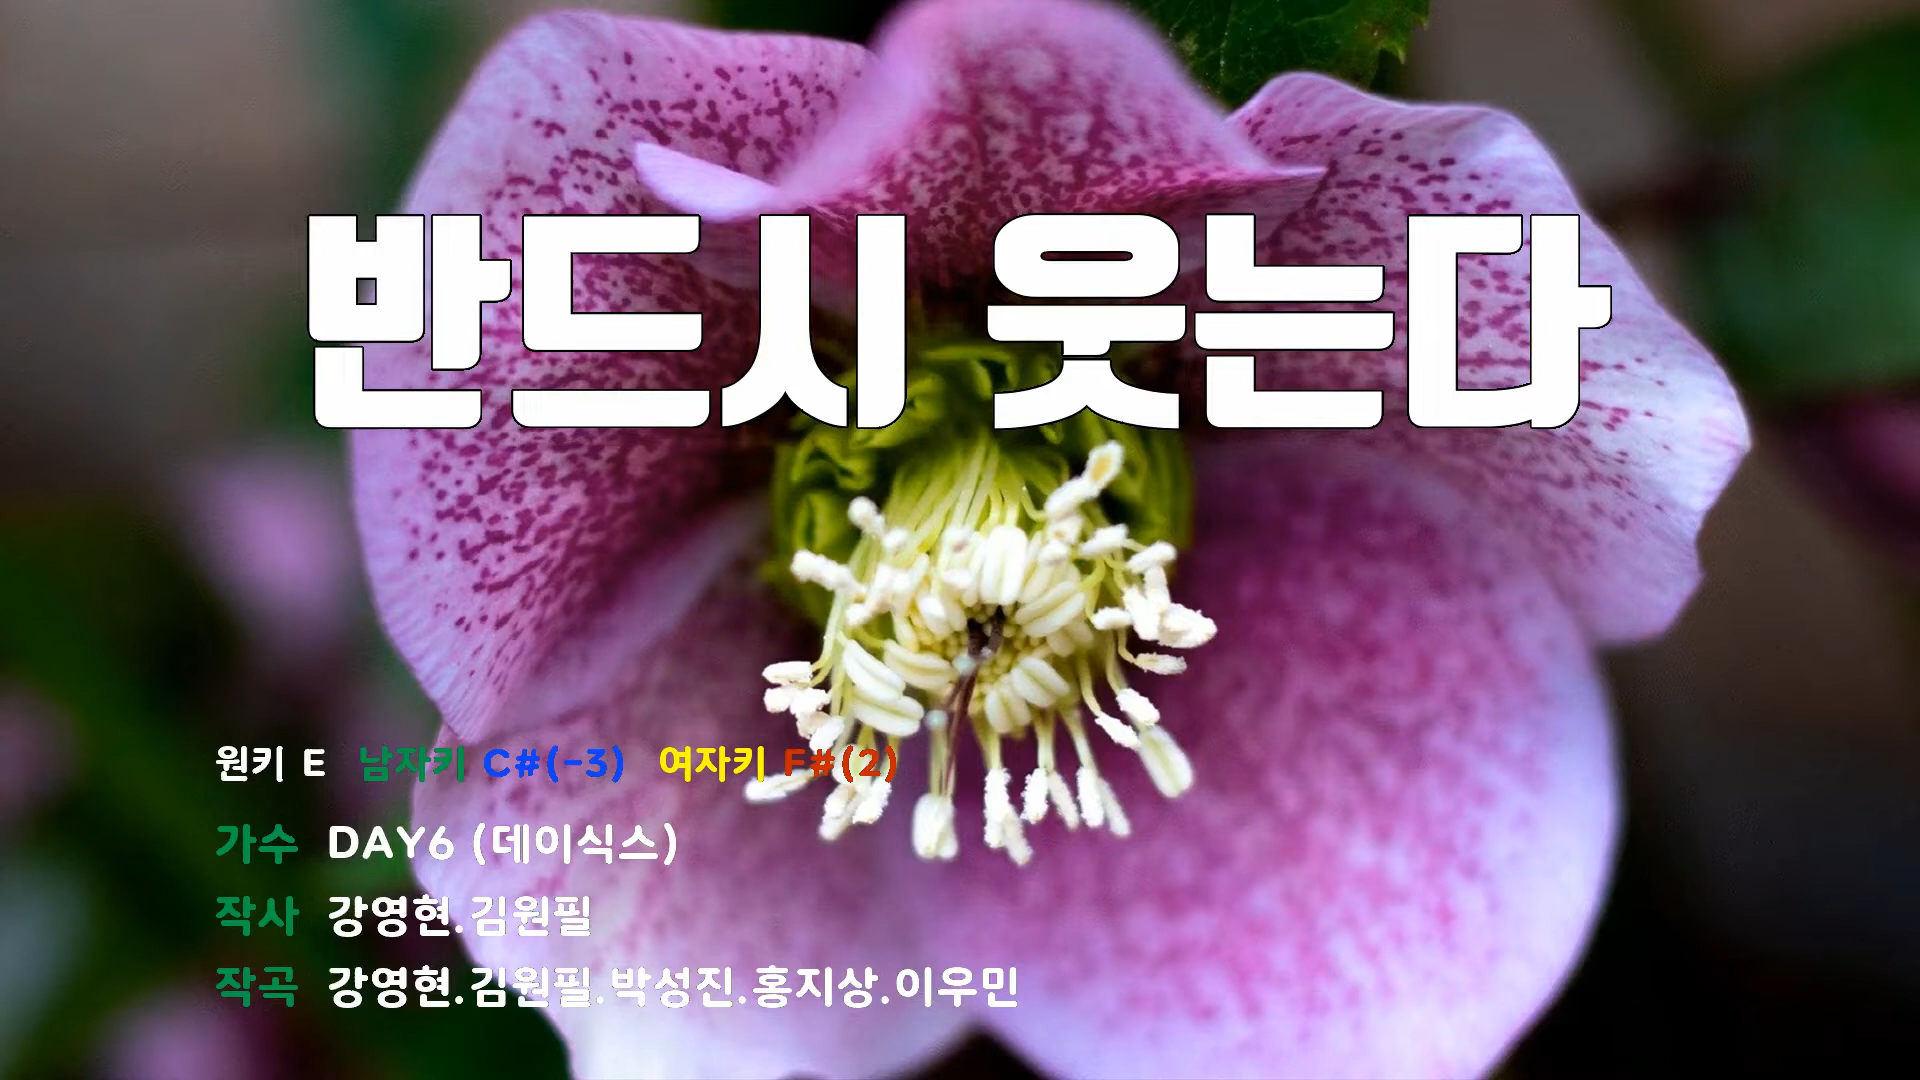 반드시 웃는다
원키 E 남자키 C#(-3) 여자키 F#(2)
가수 DAY6 (데이식스)
작사 강영현.김원필
작곡 강영현.김원필.박성진.홍지상.이우민